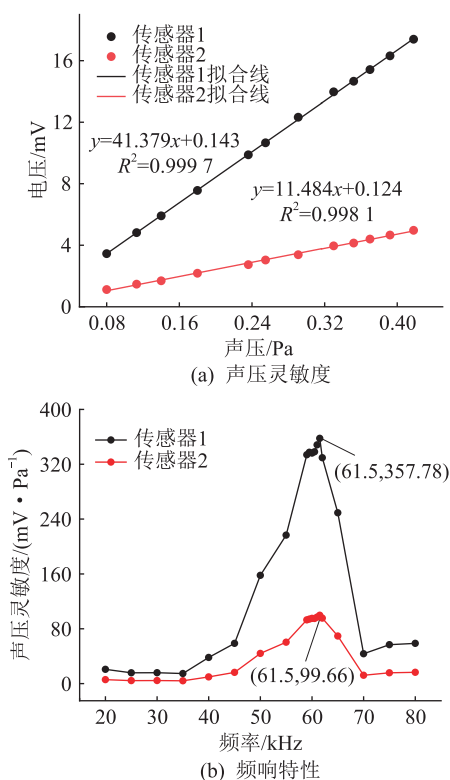 传感器1
传感器2
传感器1拟合线
传感器2拟合线
y=41.379x+0.143
R²=0.999 7
y=11.484x+0.124
R²=0.998 1
电压/mV
16
12
8
4
0
0.08 0.16 0.24 0.32 0.40
声压/Pa
(a) 声压灵敏度
传感器1
传感器2
(61.5,357.78)
(61.5,99.66)
声压灵敏度/(mV·Pa⁻¹)
400
320
240
160
80
0
20 30 40 50 60 70 80
频率/kHz
(b) 频响特性